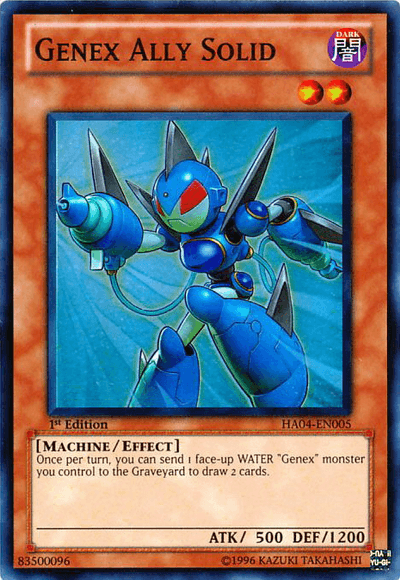 GENEX ALLY SOLID
DARK
闇
1st Edition
HA04-EN005
[MACHINE/EFFECT]
Once per turn, you can send 1 face-up WATER "Genex" monster
you control to the Graveyard to draw 2 cards.
ATK/ 500 DEF/1200
83500096
©1996 KAZUKI TAKAHASHI